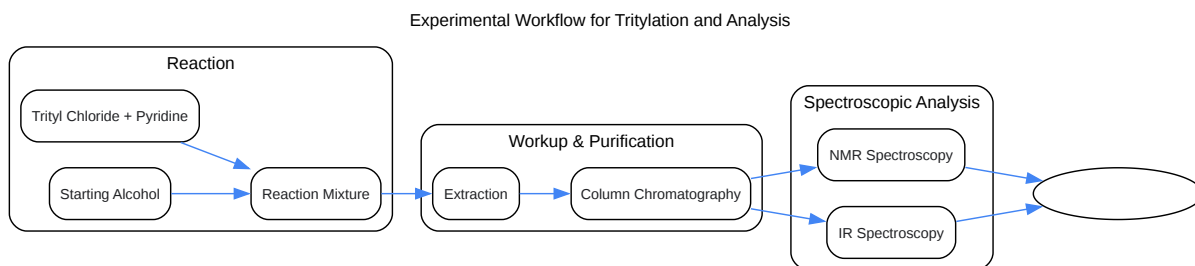 Experimental Workflow for Tritylation and Analysis
Reaction
Trityl Chloride + Pyridine
Starting Alcohol
Reaction Mixture
Workup & Purification
Extraction
Column Chromatography
Spectroscopic Analysis
NMR Spectroscopy
IR Spectroscopy